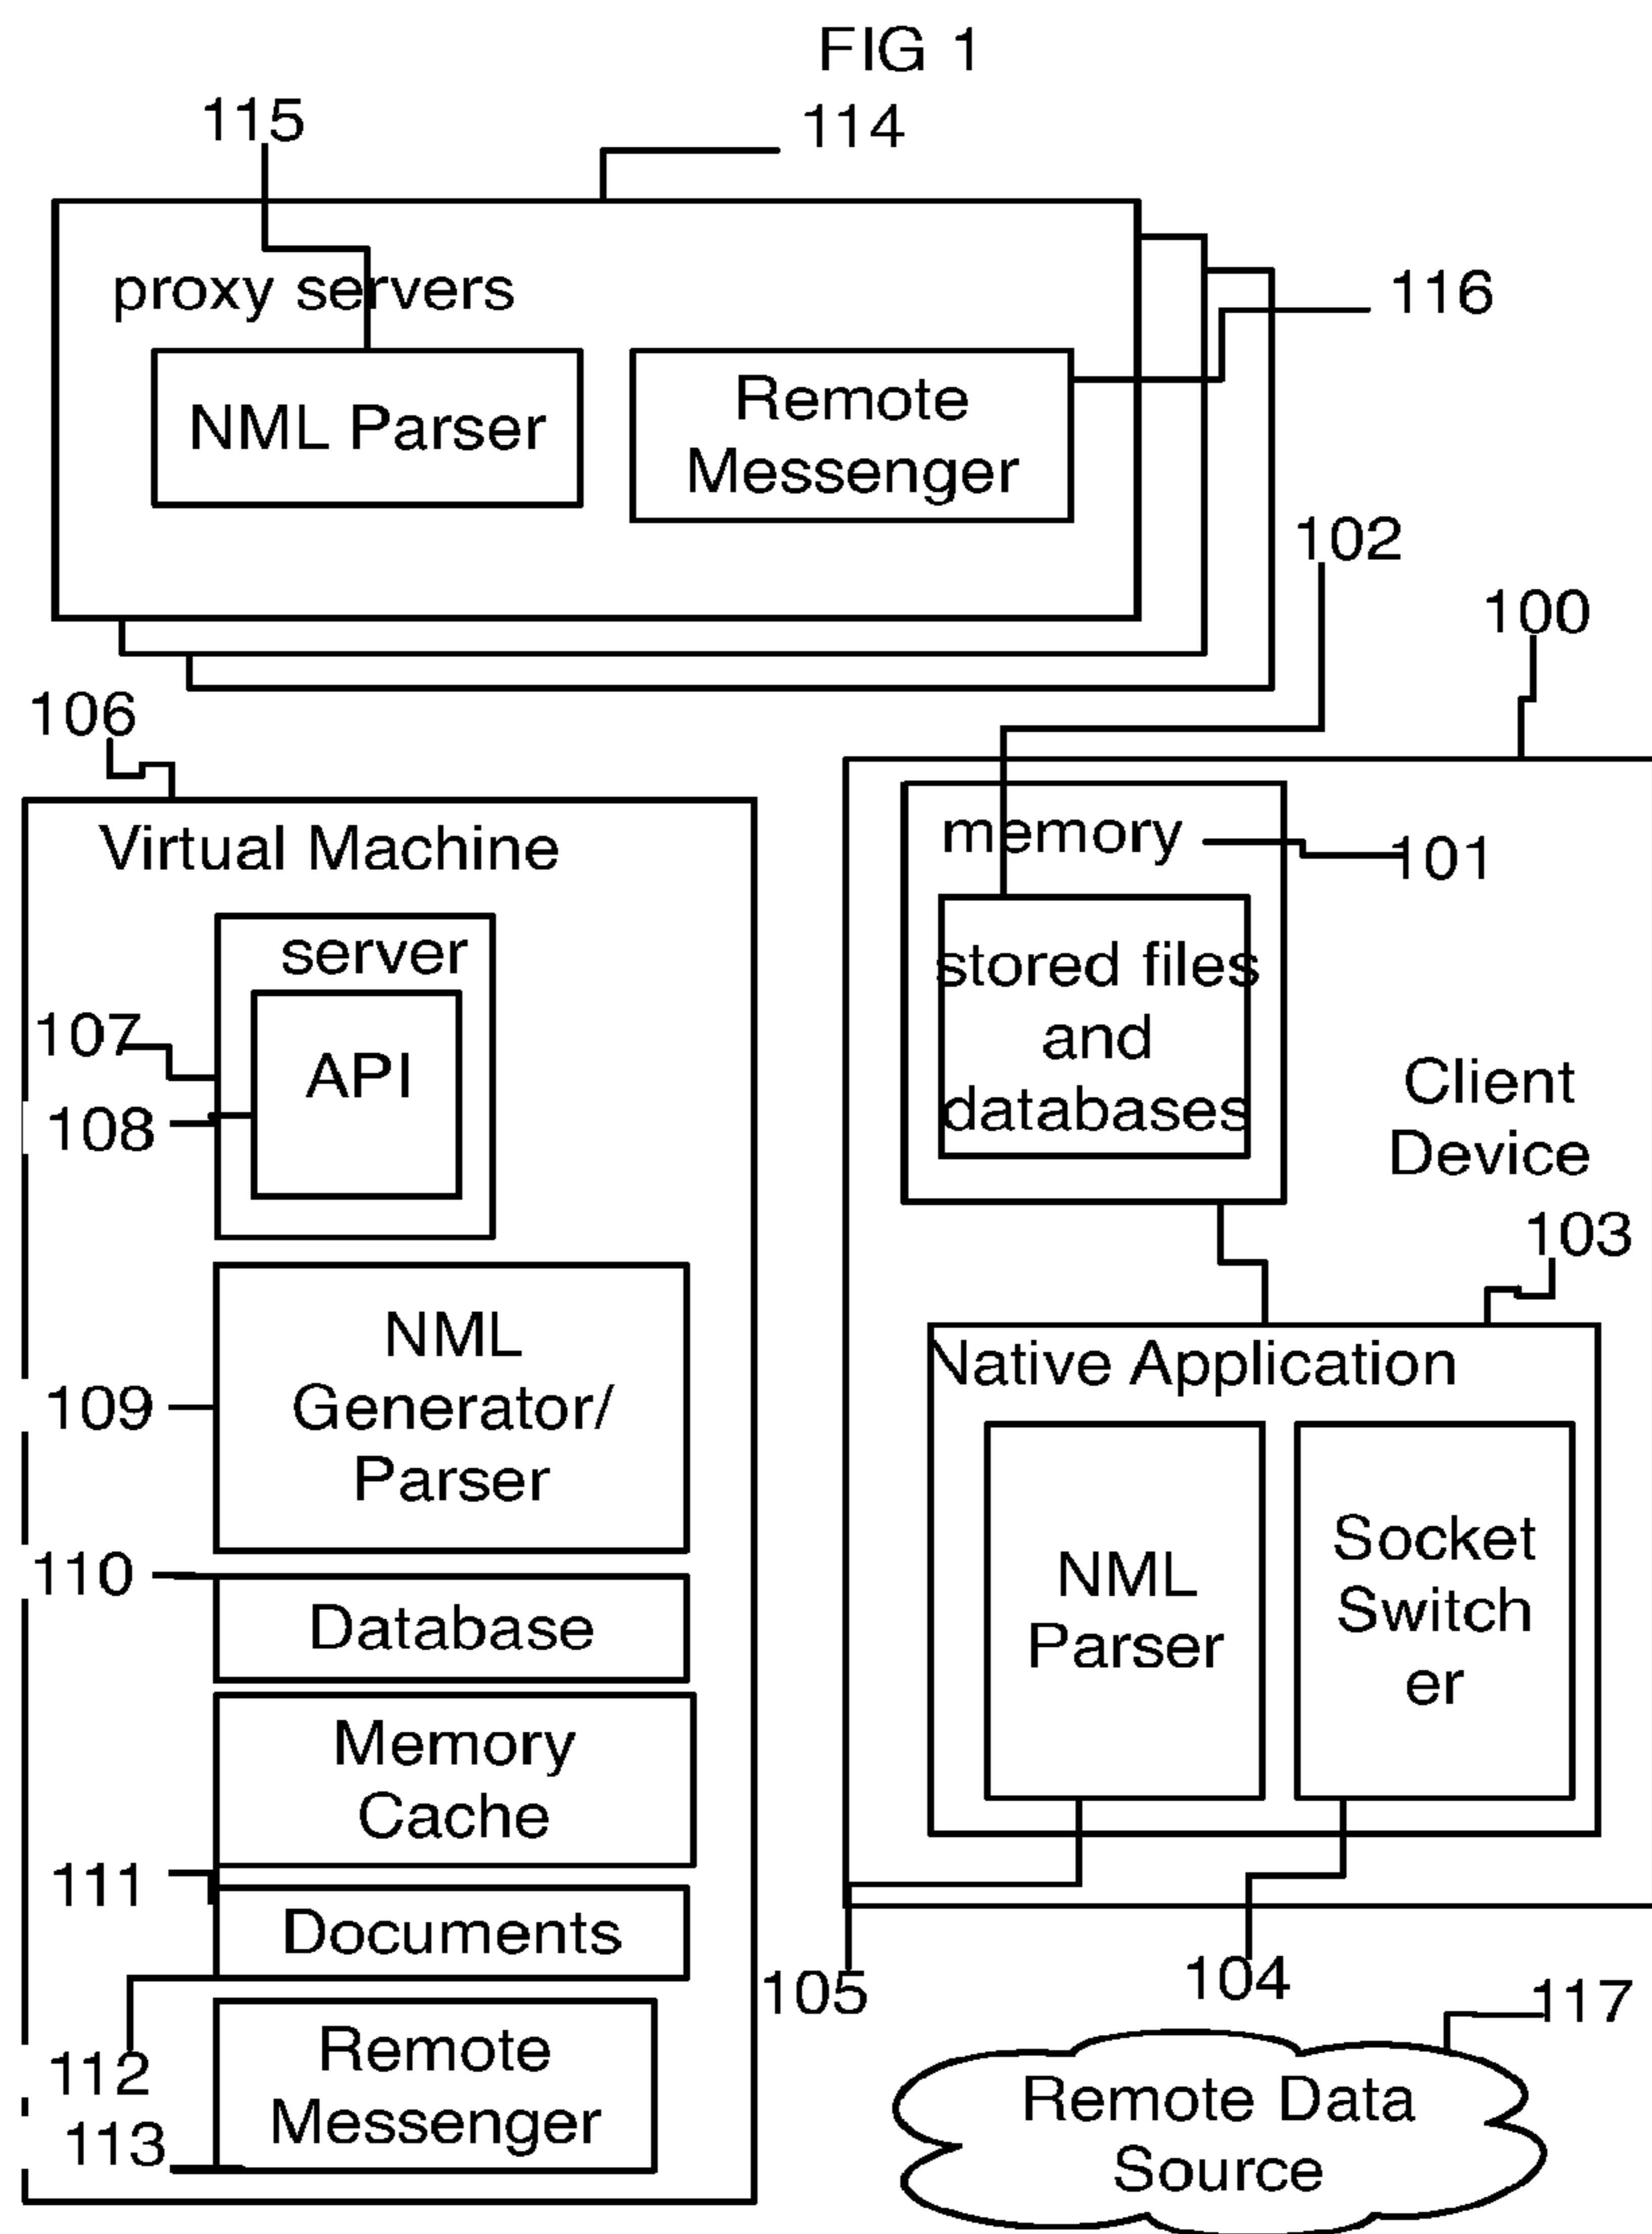 FIG 1
115
114
proxy servers
116
NML Parser
Remote
Messenger
102
100
106
Virtual Machine
memory
101
server
stored files
and
databases
107
API
108
Client
Device
103
NML
Generator/
Parser
109
Native Application
110
Database
NML
Parser
Socket
Switch
er
Memory
Cache
111
Documents
105
104
117
112
Remote
Messenger
113
Remote Data
Source